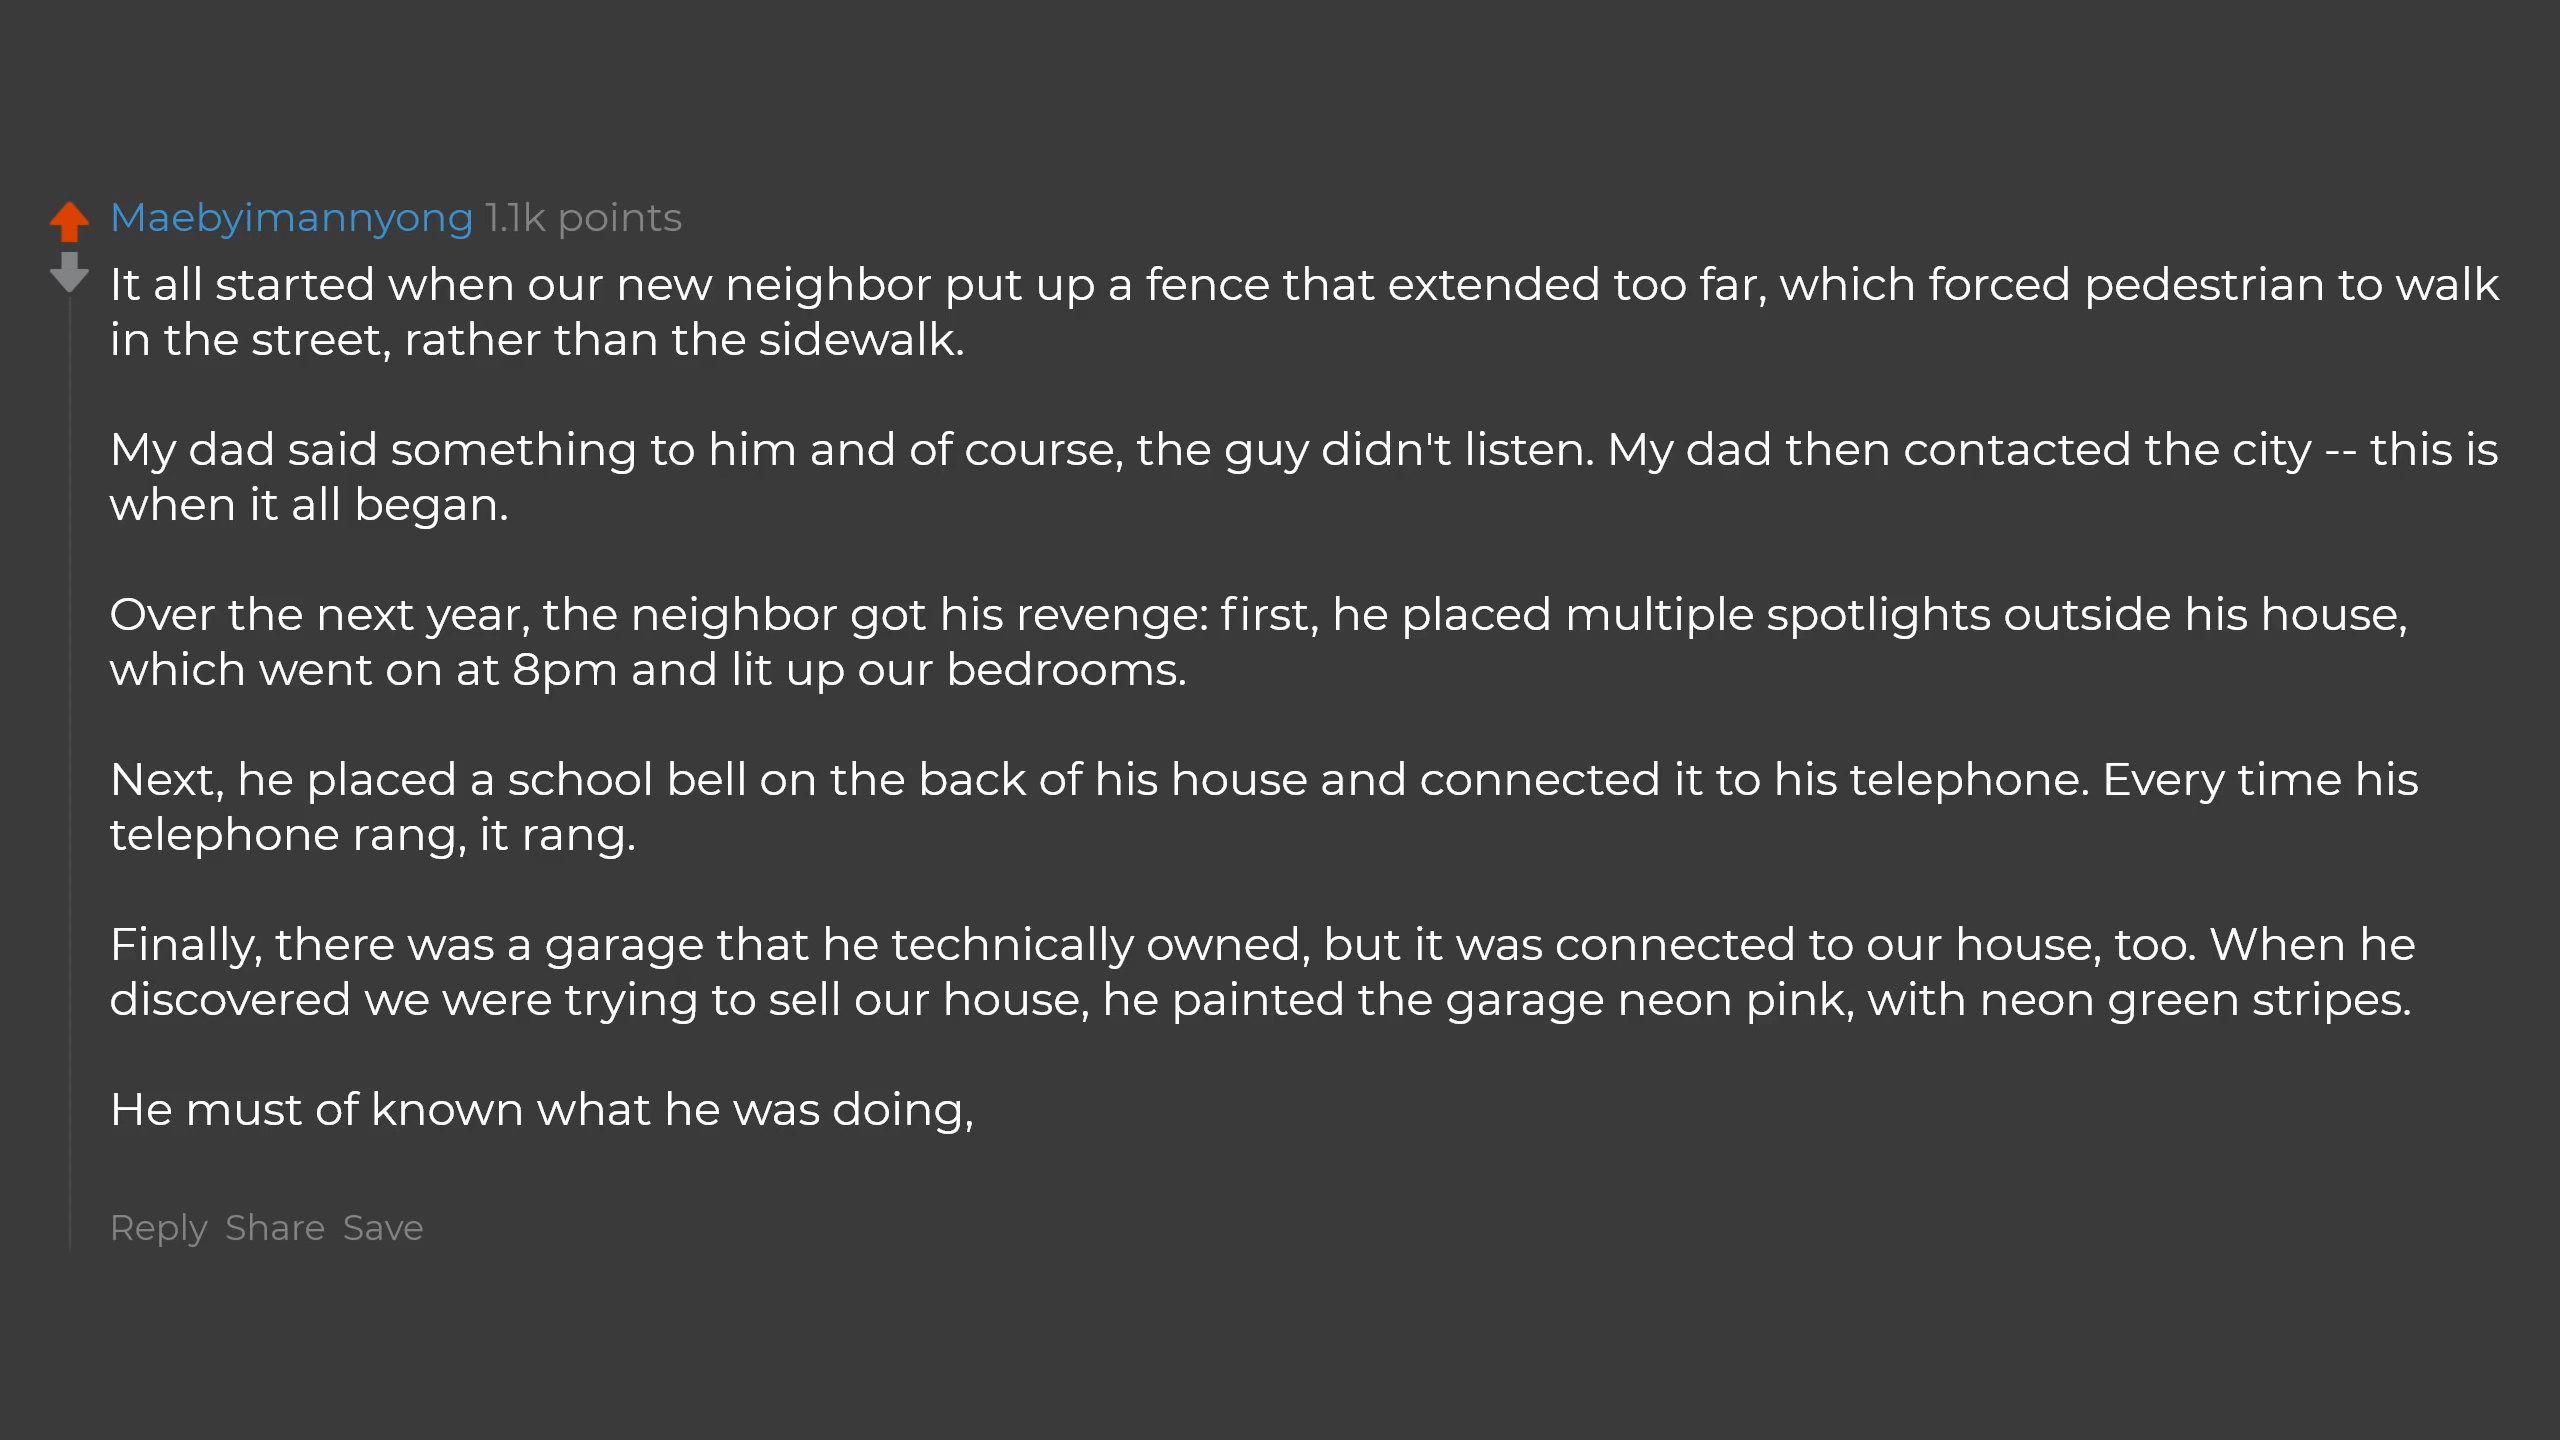 Maebyimannyong 1.1k points
It all started when our new neighbor put up a fence that extended too far, which forced pedestrian to walk
in the street, rather than the sidewalk.
My dad said something to him and of course, the guy didn't listen. My dad then contacted the city -- this is
when it all began.
Over the next year, the neighbor got his revenge: first, he placed multiple spotlights outside his house,
which went on at 8pm and lit up our bedrooms.
Next, he placed a school bell on the back of his house and connected it to his telephone. Every time his
telephone rang, it rang.
Finally, there was a garage that he technically owned, but it was connected to our house, too. When he
discovered we were trying to sell our house, he painted the garage neon pink, with neon green stripes.
He must of known what he was doing,
Reply Share Save